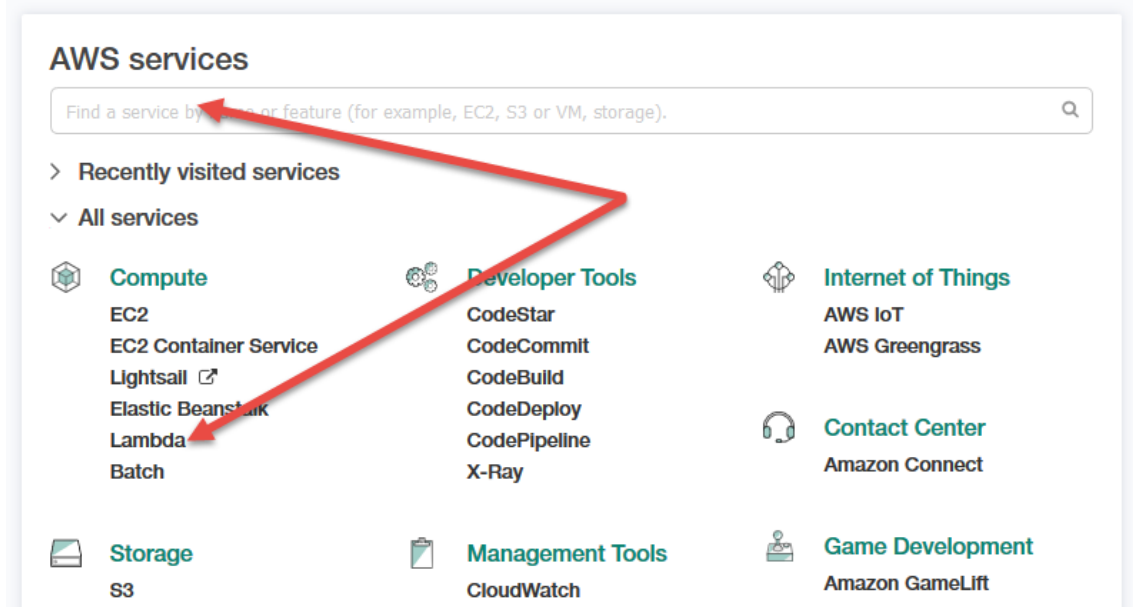 AWS services
Find a service by name or feature (for example, EC2, S3 or VM, storage).
Recently visited services
All services
Compute
EC2
EC2 Container Service
Lightsail
Elastic Beanstalk
Lambda
Batch
Developer Tools
CodeStar
CodeCommit
CodeBuild
CodeDeploy
CodePipeline
X-Ray
Internet of Things
AWS IoT
AWS Greengrass
Contact Center
Amazon Connect
Storage
S3
Management Tools
CloudWatch
Game Development
Amazon GameLift